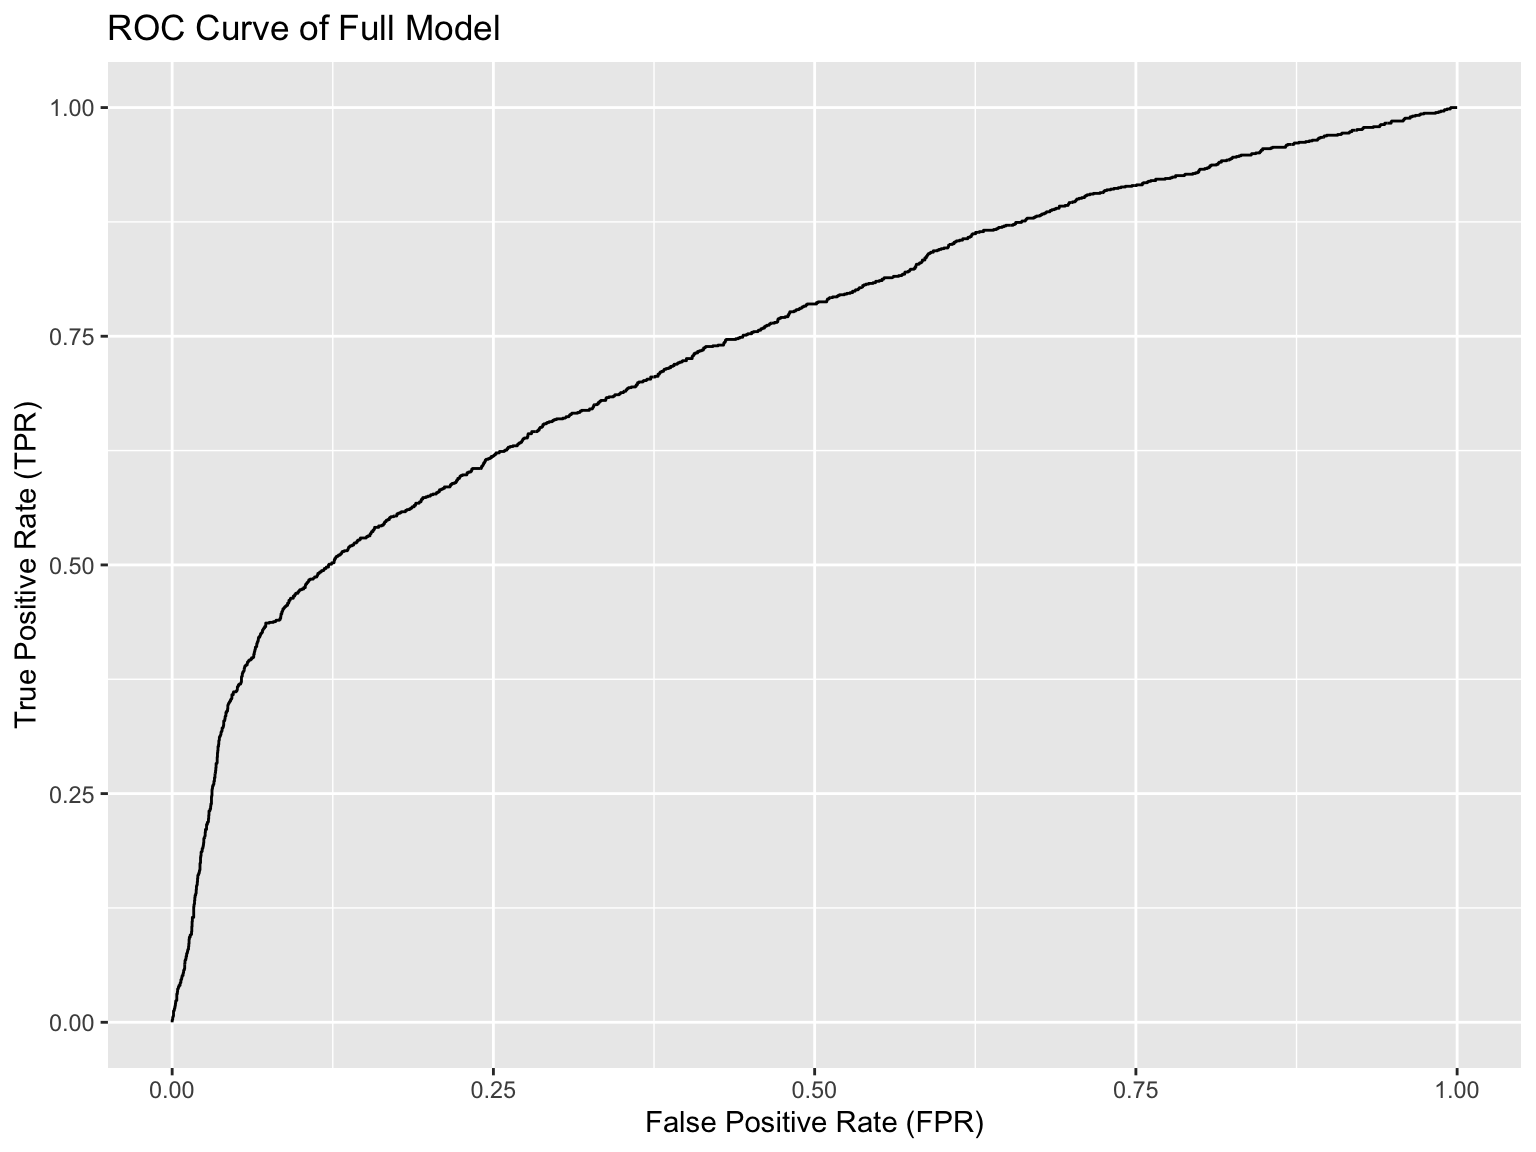 ROC Curve of Full Model
True Positive Rate (TPR)
1.00
0.75
0.50
0.25
0.00
0.00 0.25 0.50 0.75 1.00
False Positive Rate (FPR)